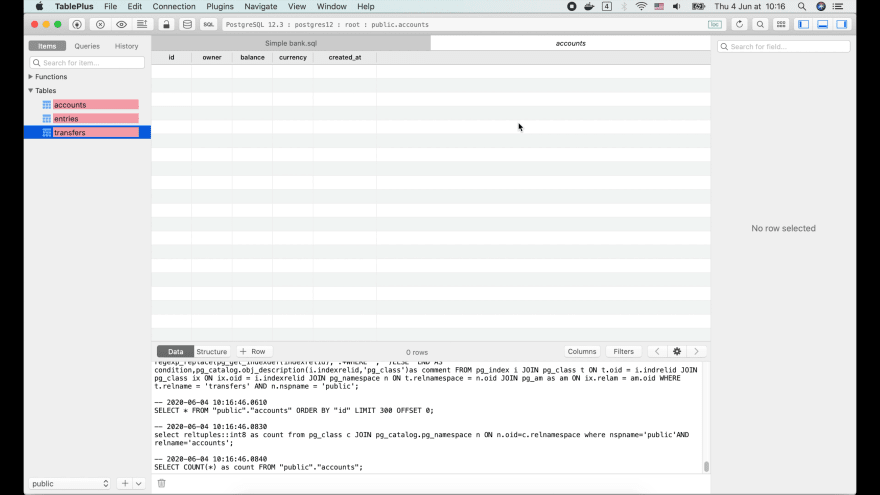 TablePlus File Edit Connection Plugins Navigate View Window Help 4 Thu 4 Jun at 10:16
SQL PostgreSQL 12.3 : postgres12 : root : public.accounts loc
Items Queries History
Simple bank.sql
accounts
Search for item...
Search for field...
id owner balance currency created_at
Functions
Tables
accounts
entries
transfers
No row selected
Data Structure + Row 0 rows Columns Filters
condition,pg_catalog.obj_description(i.indexrelid,'pg_class')as comment FROM pg_index i JOIN pg_class t ON t.oid = i.indrelid JOIN
pg_class ix ON ix.oid = i.indexrelid JOIN pg_namespace n ON t.relnamespace = n.oid JOIN pg_am as am ON ix.relam = am.oid WHERE
t.relname = 'transfers' AND n.nspname = 'public';
-- 2020-06-04 10:16:46.0610
SELECT * FROM "public"."accounts" ORDER BY "id" LIMIT 300 OFFSET 0;
-- 2020-06-04 10:16:46.0830
select reltuples::int8 as count from pg_class c JOIN pg_catalog.pg_namespace n ON n.oid=c.relnamespace where nspname='public'AND
relname='accounts';
-- 2020-06-04 10:16:46.0840
SELECT COUNT(*) as count FROM "public"."accounts";
public